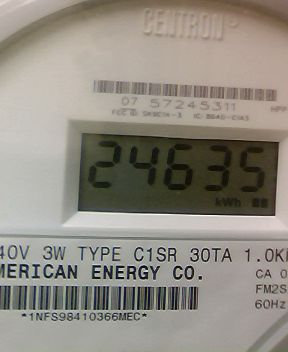 CENTRON
07 57245311
24635
kWh
40V 3W TYPE C1SR 30TA 1.0K
MERICAN ENERGY CO.
CA 0
FM2S
60Hz
*1NFS98410366MEC*